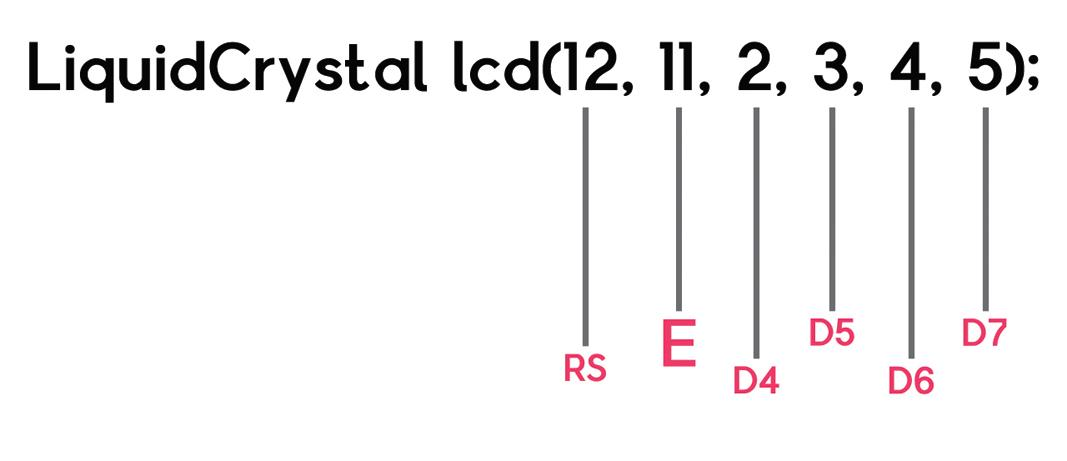 LiquidCrystal lcd(12, 11, 2, 3, 4, 5);
RS E D4 D5 D6 D7